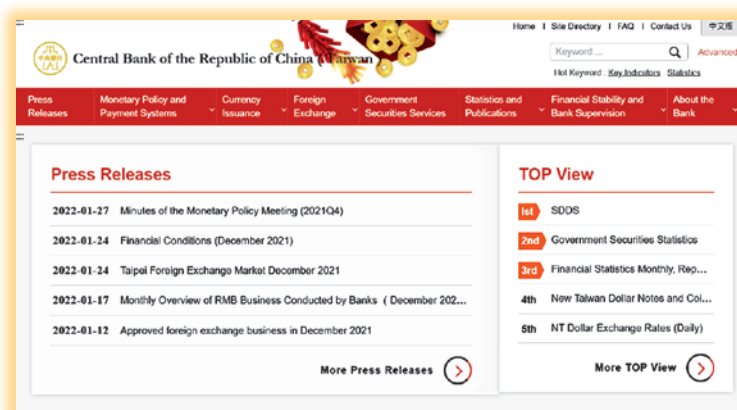 Home I Site Directory I FAQ I Contact Us 中文版
中央銀行
Central Bank of the Republic of China (Taiwan)
Keyword ... Advanced
Hot Keyword : Key Indicators Statistics
Press Releases
Monetary Policy and Payment Systems
Currency Issuance
Foreign Exchange
Government Securities Services
Statistics and Publications
Financial Stability and Bank Supervision
About the Bank
Press Releases
2022-01-27 Minutes of the Monetary Policy Meeting (2021Q4)
2022-01-24 Financial Conditions (December 2021)
2022-01-24 Taipei Foreign Exchange Market December 2021
2022-01-17 Monthly Overview of RMB Business Conducted by Banks ( December 202...
2022-01-12 Approved foreign exchange business in December 2021
More Press Releases
TOP View
1st SDDS
2nd Government Securities Statistics
3rd Financial Statistics Monthly, Rep...
4th New Taiwan Dollar Notes and Coi...
5th NT Dollar Exchange Rates (Daily)
More TOP View